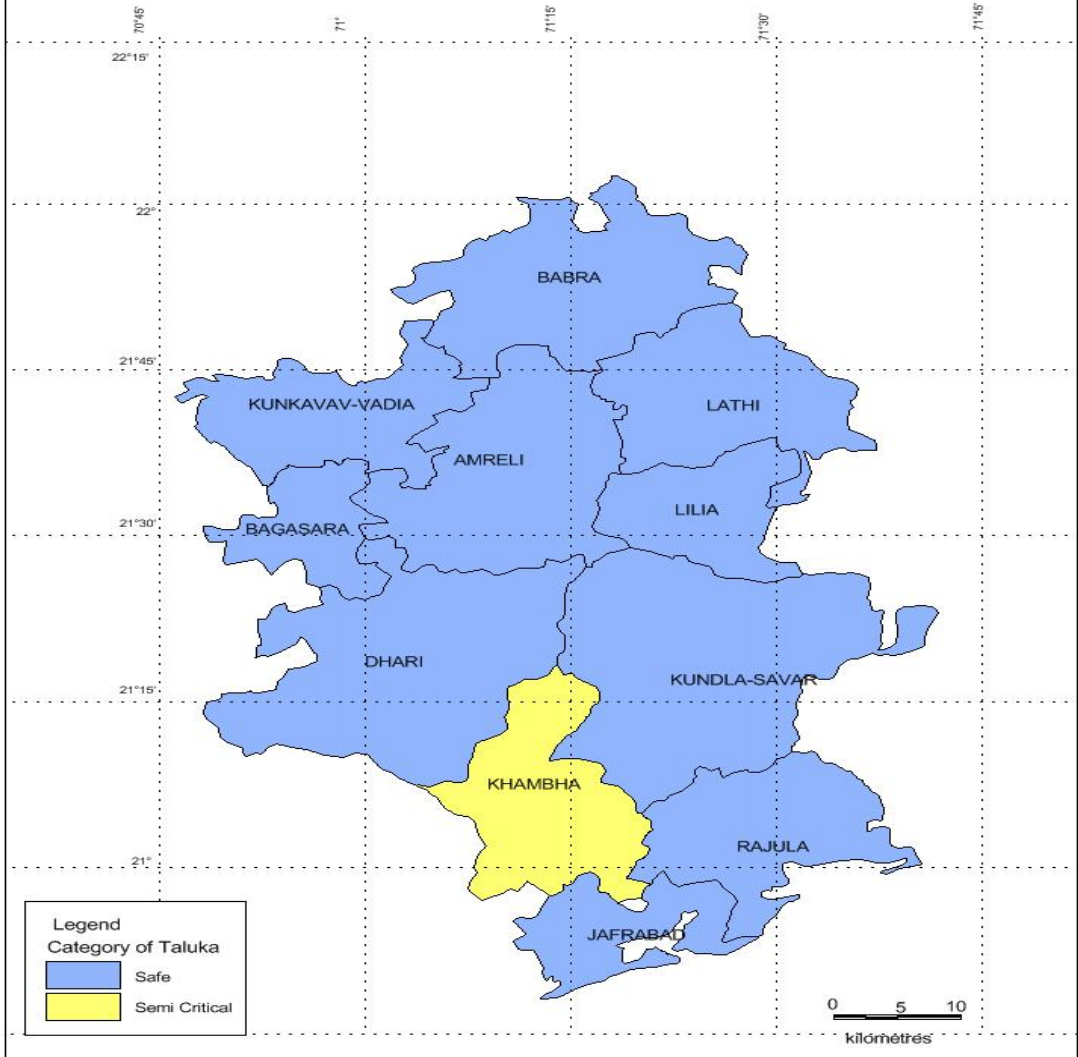 70°45'
71°
71°15'
71°30'
71°45'
22°15'
22°
BABRA
21°45'
KUNKAVAV-VADIA
LATHI
AMRELI
LILIA
21°30'
BAGASARA
DHARI
KUNDLA-SAVAR
21°15'
KHAMBHA
RAJULA
21°
JAFRABAD
Legend
Category of Taluka
Safe
Semi Critical
0 5 10
kilometres